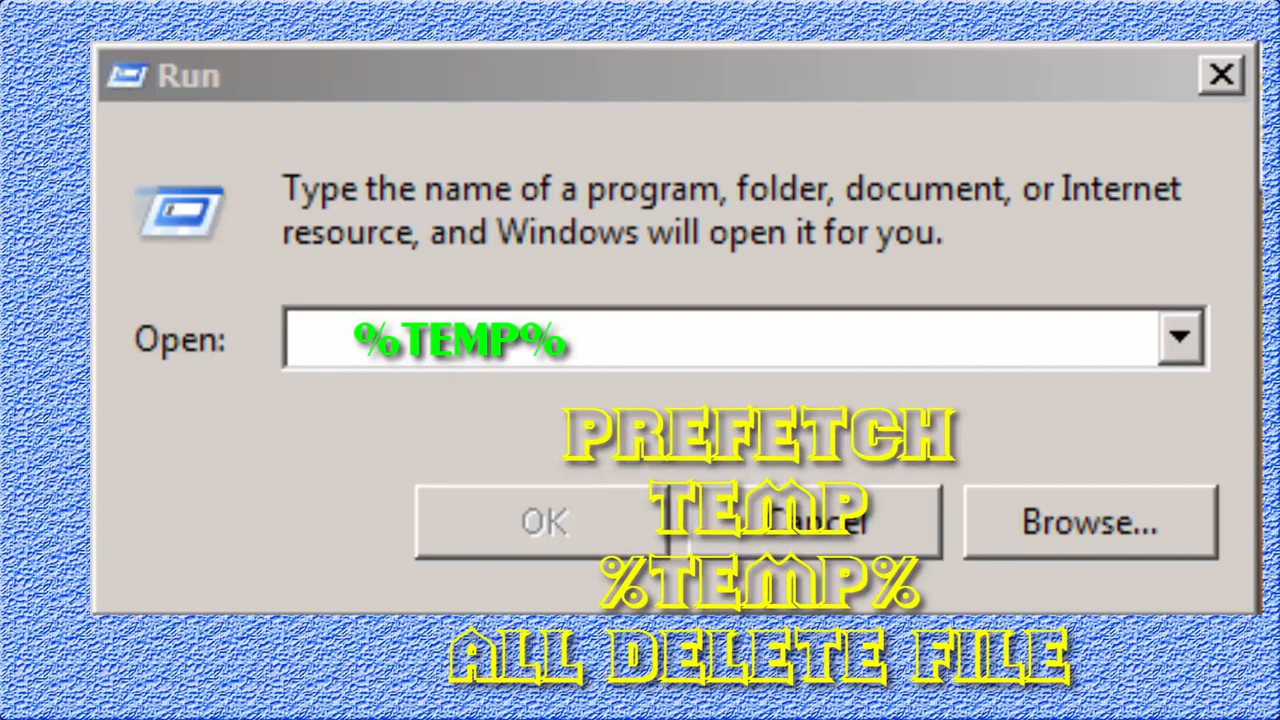 Run
Type the name of a program, folder, document, or Internet
resource, and Windows will open it for you.
Open:
%TEMP%
PREFETCH
OK
TEMP
Cancel
Browse...
%TEMP%
ALL DELETE FILE